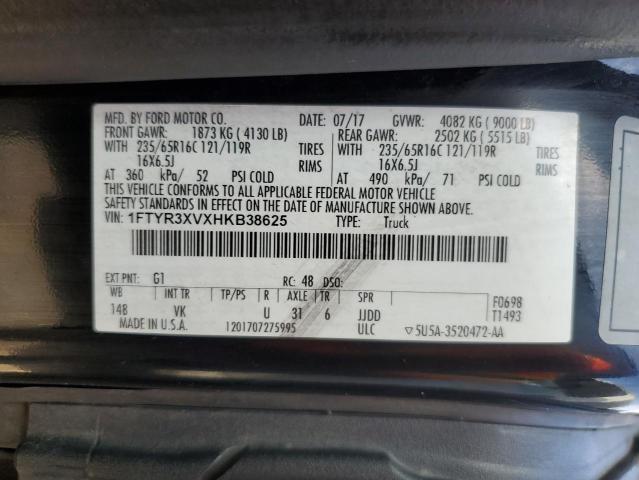 MFD. BY FORD MOTOR CO. DATE: 07/17 GVWR: 4082 KG ( 9000 LB)
FRONT GAWR: 1873 KG ( 4130 LB) REAR GAWR: 2502 KG ( 5515 LB)
WITH 235/65R16C 121/119R TIRES WITH 235/65R16C 121/119R TIRES
16X6.5J RIMS 16X6.5J RIMS
AT 360 kPa/ 52 PSI COLD AT 490 kPa/ 71 PSI COLD
THIS VEHICLE CONFORMS TO ALL APPLICABLE FEDERAL MOTOR VEHICLE
SAFETY STANDARDS IN EFFECT ON THE DATE OF MANUFACTURE SHOWN ABOVE.
VIN: 1FTYR3XVXHKB38625 TYPE: Truck
EXT PNT: G1 RC: 48 DSO:
WB INT TR TP/PS R AXLE TR SPR F0698
148 VK U 31 6 JJDD T1493
MADE IN U.S.A. 1201707275995 ULC ▽5U5A-3520472-AA